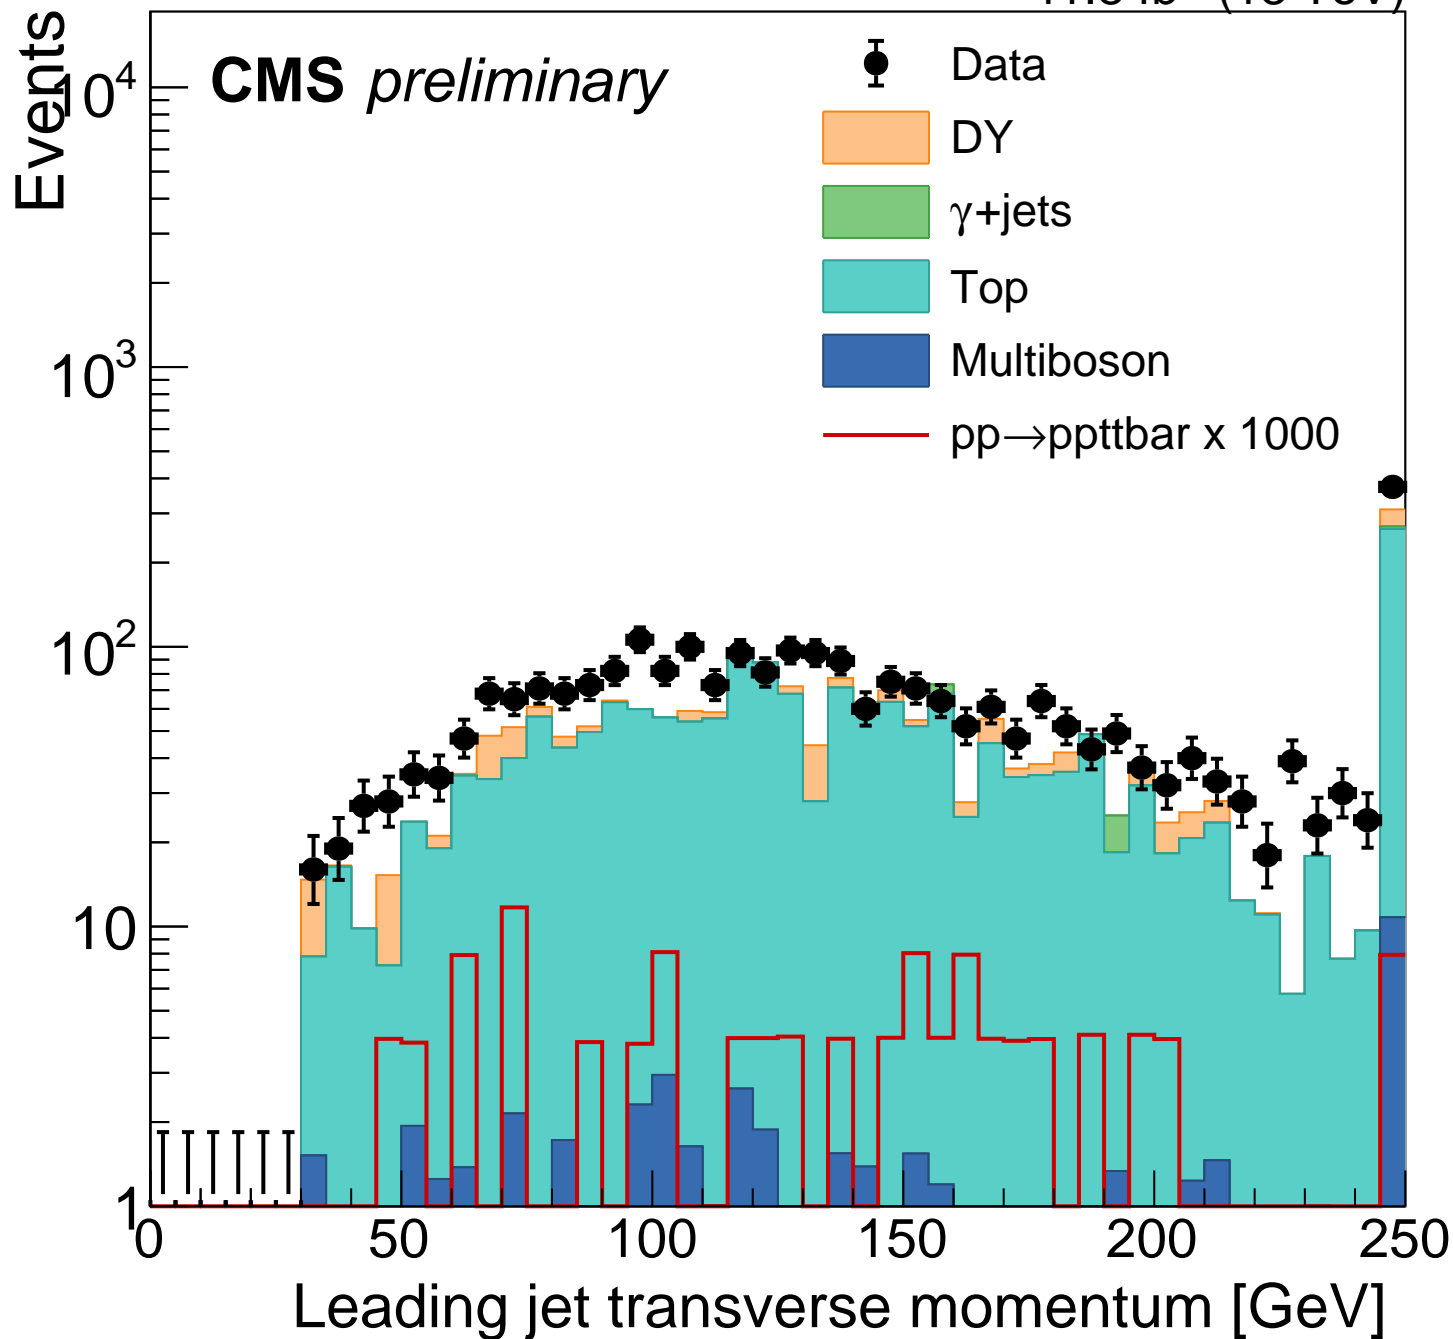 Events
CMS preliminary
Data
DY
γ+jets
Top
Multiboson
pp→ppttbar x 1000
10⁴
10³
10²
10
1
0 50 100 150 200 250
Leading jet transverse momentum [GeV]